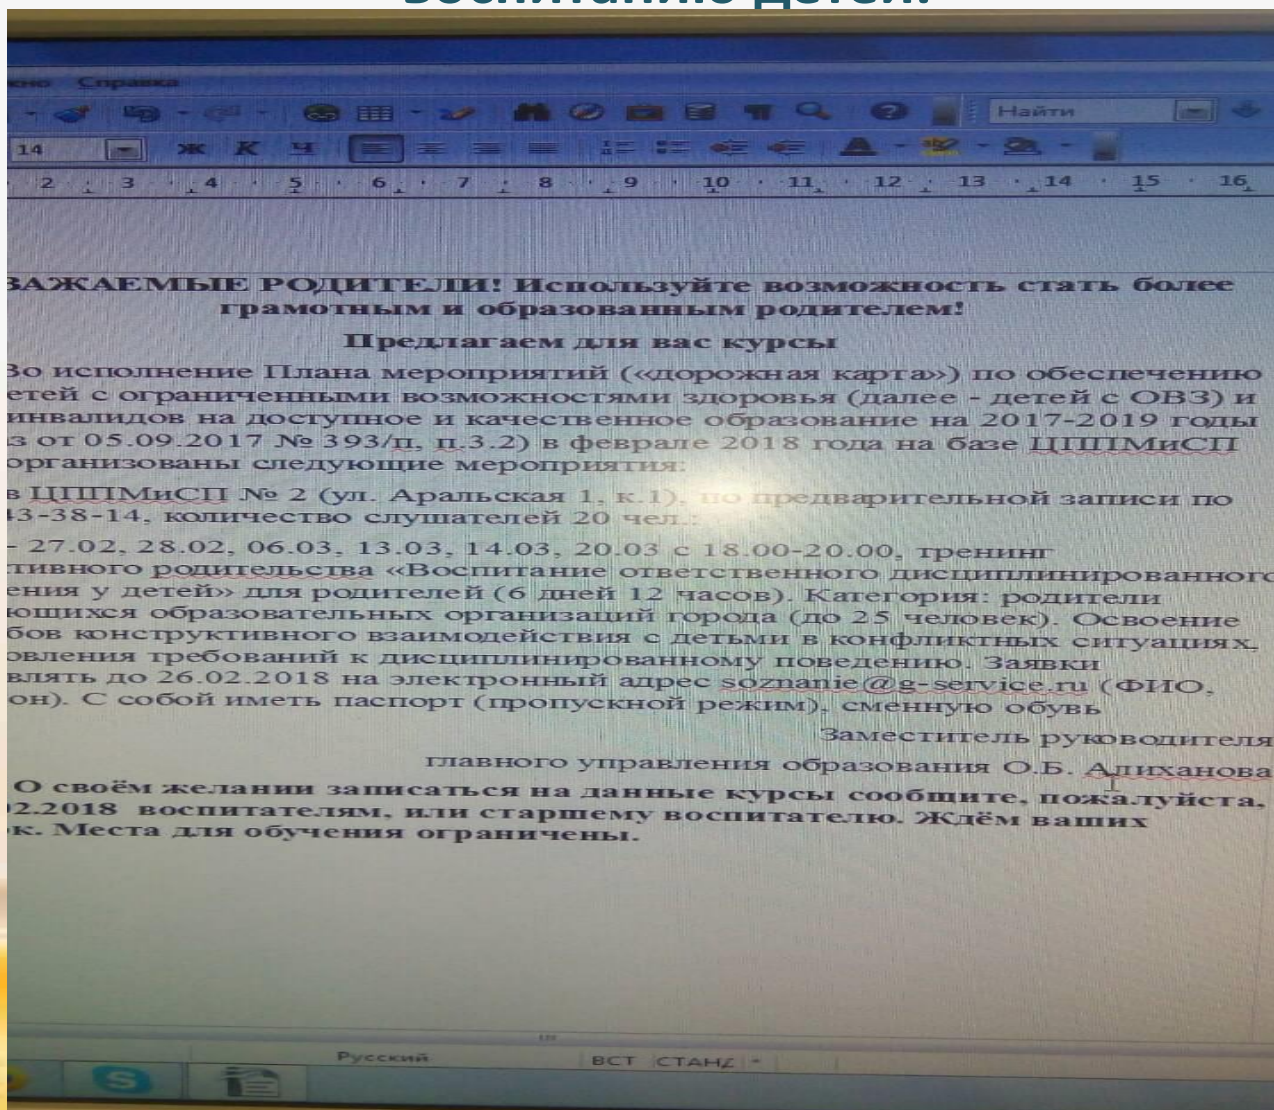 воспитанию детей.
кно Справка
Найти
14 Ж К Ч
2 3 4 5 6 7 8 9 10 11 12 13 14 15 16
ВАЖАЕМЫЕ РОДИТЕЛИ! Используйте возможность стать более
грамотным и образованным родителем!
Предлагаем для вас курсы
Во исполнение Плана мероприятий («дорожная карта») по обеспечению
етей с ограниченными возможностями здоровья (далее - детей с ОВЗ) и
инвалидов на доступное и качественное образование на 2017-2019 годы
з от 05.09.2017 № 393/п, п.3.2) в феврале 2018 года на базе ЦППМиСП
организованы следующие мероприятия:
в ЦППМиСП № 2 (ул. Аральская 1, к.1), по предварительной записи по
43-38-14, количество слушателей 20 чел.:
- 27.02, 28.02, 06.03, 13.03, 14.03, 20.03 с 18.00-20.00, тренинг
тивного родительства «Воспитание ответственного дисциплинированного
ения у детей» для родителей (6 дней 12 часов). Категория: родители
ющихся образовательных организаций города (до 25 человек). Освоение
бов конструктивного взаимодействия с детьми в конфликтных ситуациях,
овления требований к дисциплинированному поведению. Заявки
влять до 26.02.2018 на электронный адрес soznanie@g-service.ru (ФИО,
он). С собой иметь паспорт (пропускной режим), сменную обувь
Заместитель руководителя
главного управления образования О.Б. Алиханова
О своём желании записаться на данные курсы сообщите, пожалуйста,
02.2018 воспитателям, или старшему воспитателю. Ждём ваших
ок. Места для обучения ограничены.
Русский ВСТ СТАНД *